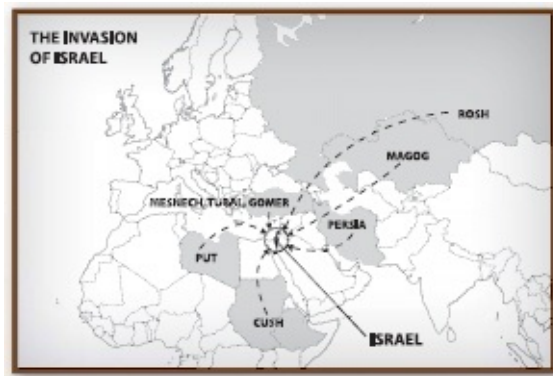 THE INVASION
OF ISRAEL
ROSH
MAGOG
MESHECH, TUBAL, GOMER
PERSIA
PUT
CUSH
ISRAEL